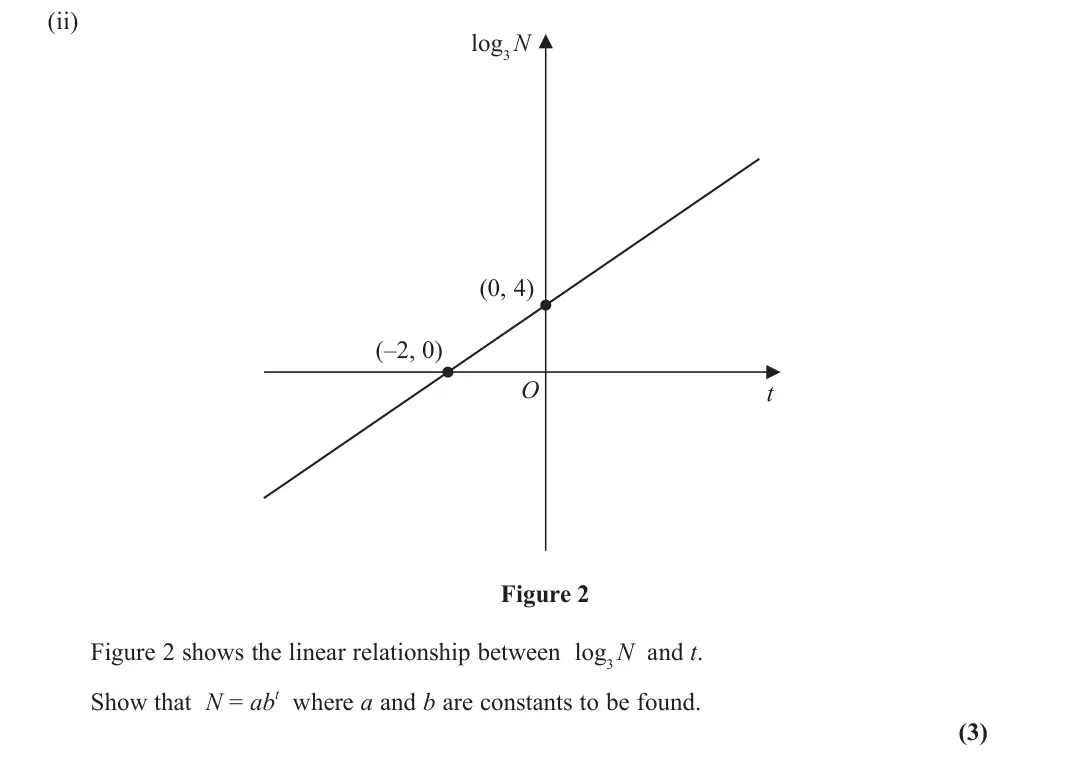 (ii)
log₃ N
(0, 4)
(–2, 0)
O
t
Figure 2
Figure 2 shows the linear relationship between log₃ N and t.
Show that N = abᵗ where a and b are constants to be found.
(3)